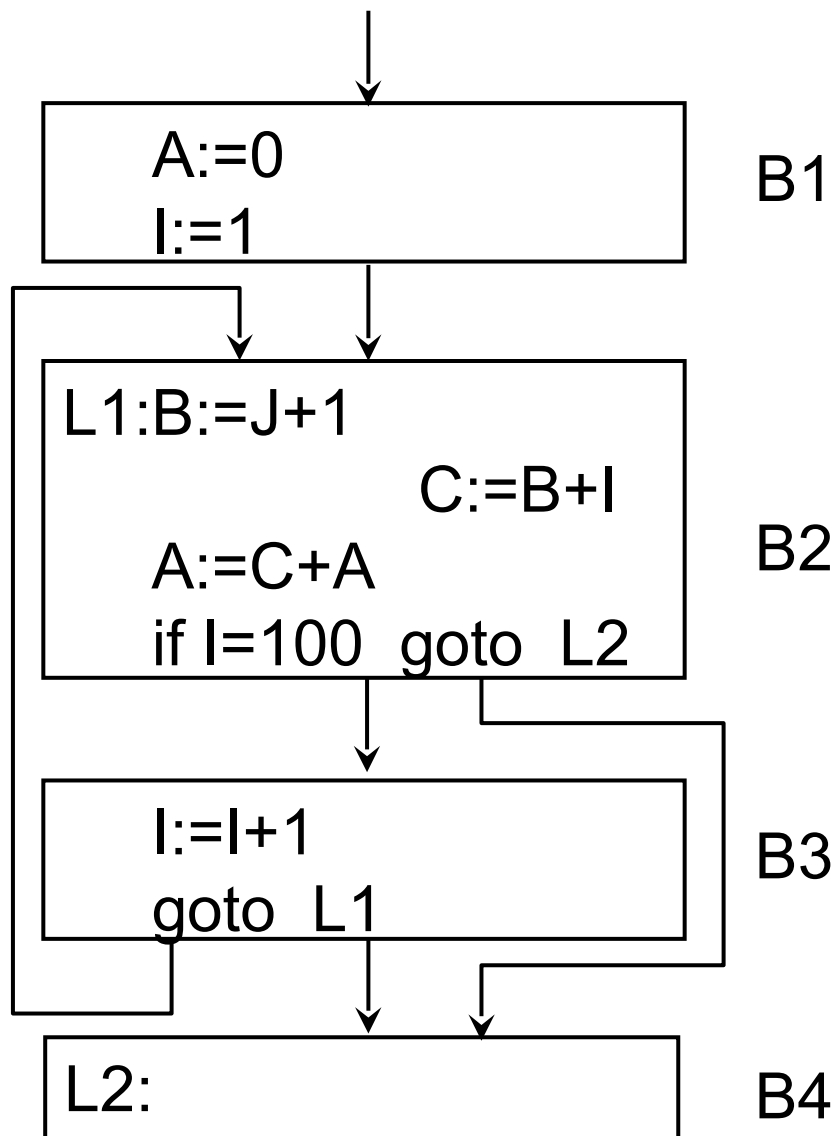 A:=0
I:=1
B1
L1:B:=J+1
C:=B+I
A:=C+A
if I=100 goto L2
B2
I:=I+1
goto L1
B3
L2:
B4